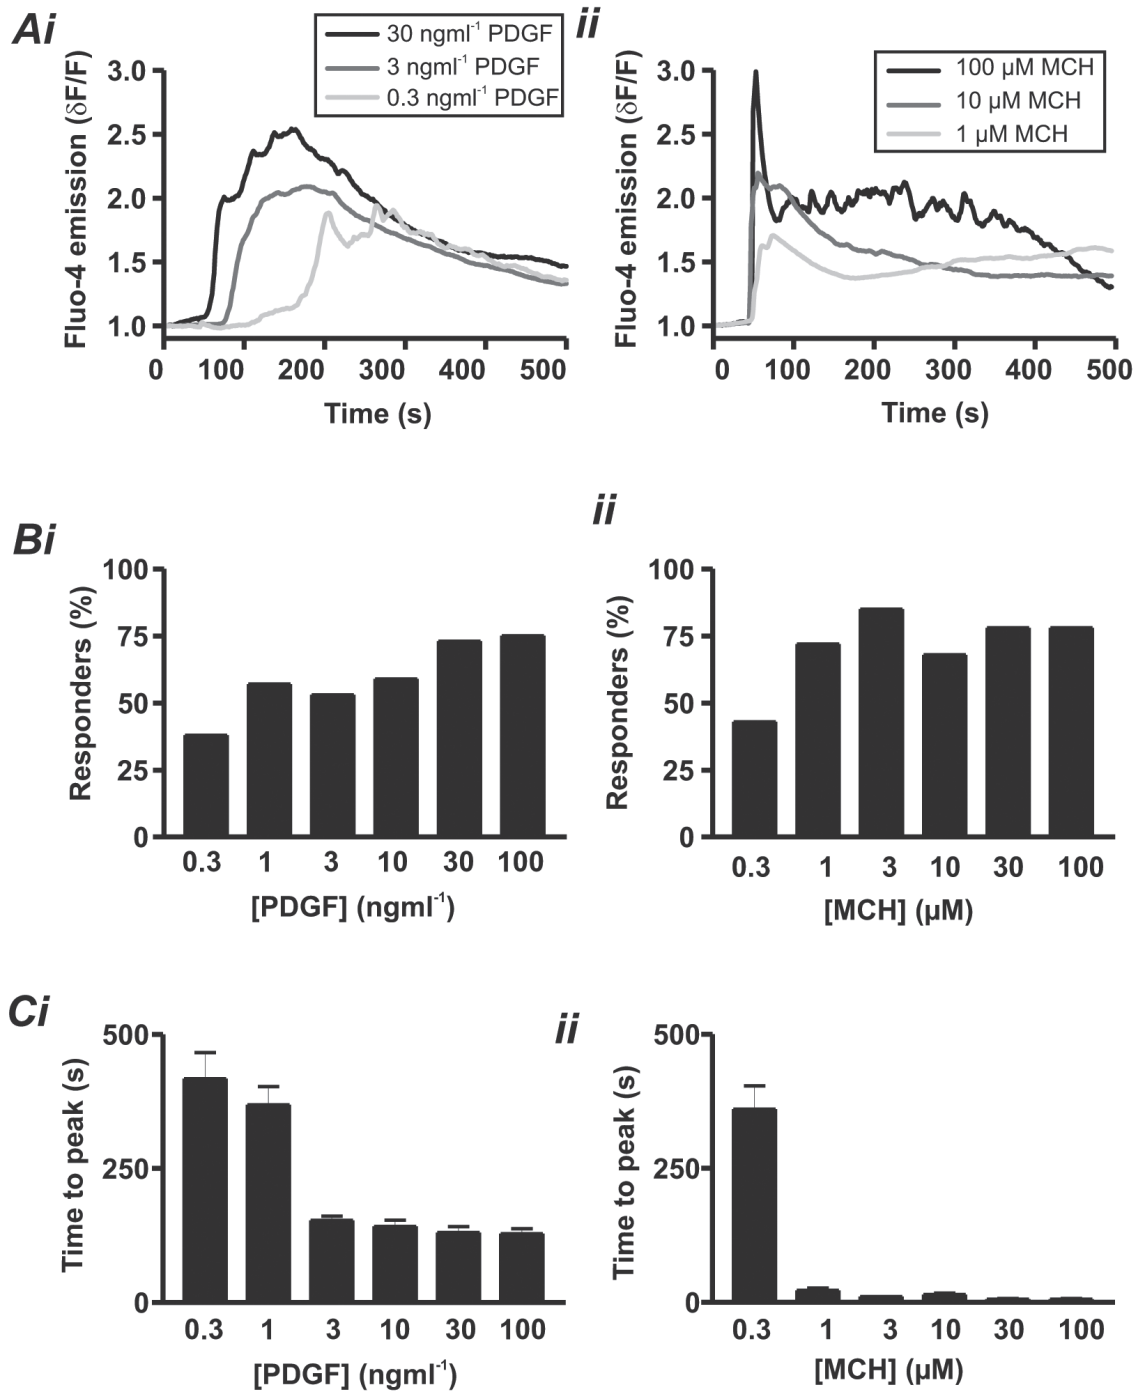 Ai
30 ngml⁻¹ PDGF
3 ngml⁻¹ PDGF
0.3 ngml⁻¹ PDGF
Fluo-4 emission (δF/F)
3.0
2.5
2.0
1.5
1.0
0 100 200 300 400 500
Time (s)
ii
100 µM MCH
10 µM MCH
1 µM MCH
Fluo-4 emission (δF/F)
3.0
2.5
2.0
1.5
1.0
0 100 200 300 400 500
Time (s)
Bi
Responders (%)
100
75
50
25
0
0.3 1 3 10 30 100
[PDGF] (ngml⁻¹)
ii
Responders (%)
100
75
50
25
0
0.3 1 3 10 30 100
[MCH] (µM)
Ci
Time to peak (s)
500
250
0
0.3 1 3 10 30 100
[PDGF] (ngml⁻¹)
ii
Time to peak (s)
500
250
0
0.3 1 3 10 30 100
[MCH] (µM)